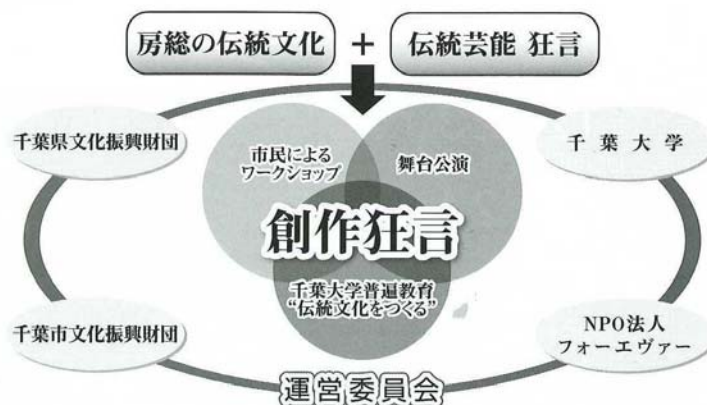 房総の伝統文化 + 伝統芸能 狂言
千葉県文化振興財団
千葉大学
市民による
ワークショップ
舞台公演
創作狂言
千葉大学普遍教育
“伝統文化をつくる”
千葉市文化振興財団
NPO法人
フォーエヴァー
運営委員会